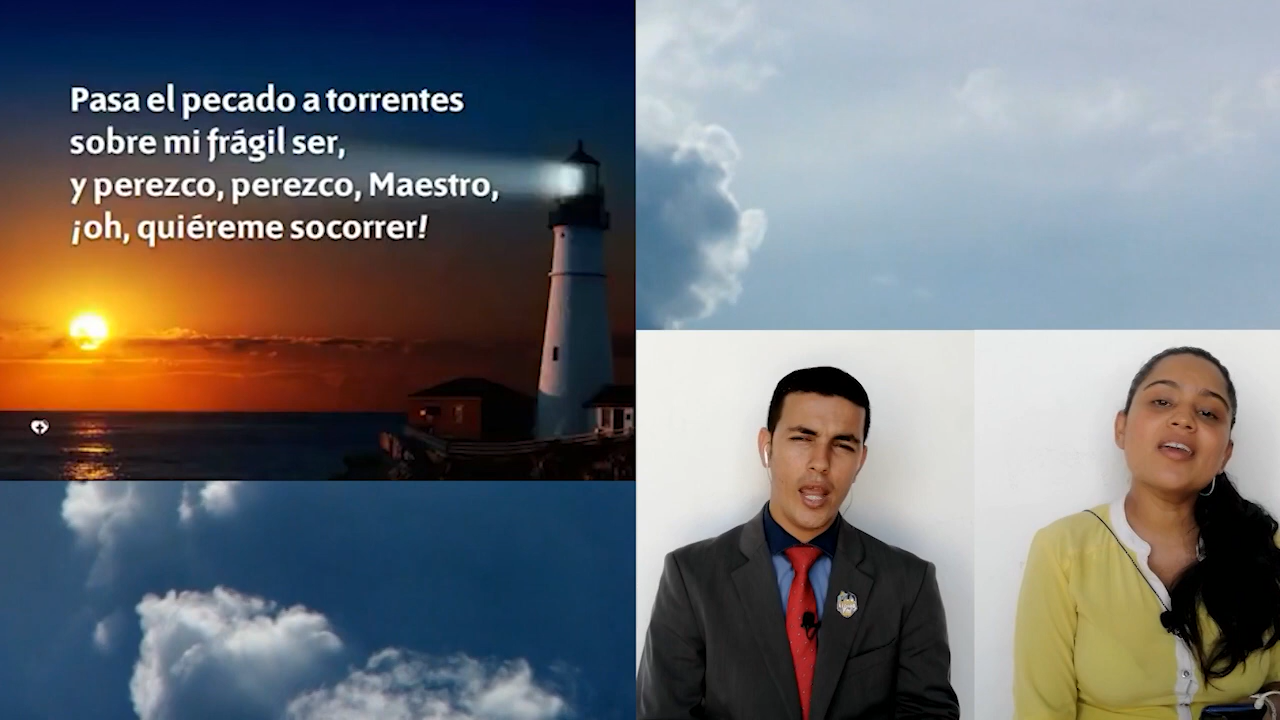 Pasa el pecado a torrentes
sobre mi frágil ser,
y perezco, perezco, Maestro,
¡oh, quiéreme socorrer!